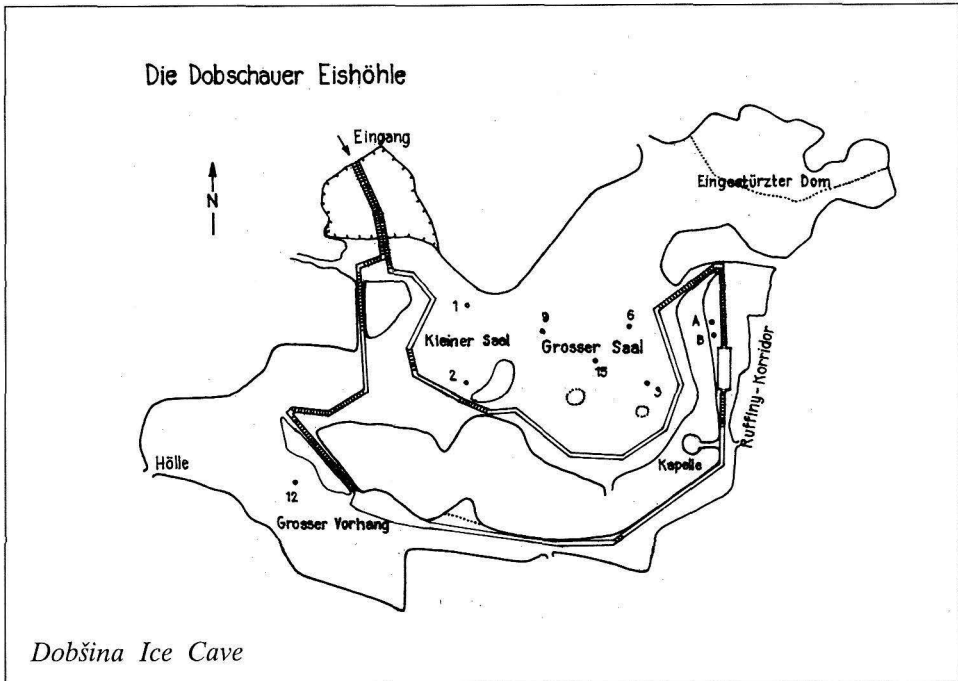 Die Dobschauer Eishöhle
Eingang
N
Eingestürzter Dom
1
9
6
A
B
Kleiner Saal
Grosser Saal
15
2
3
Ruffiny-Korridor
Kapelle
Hölle
12
Grosser Vorhang
Dobšina Ice Cave